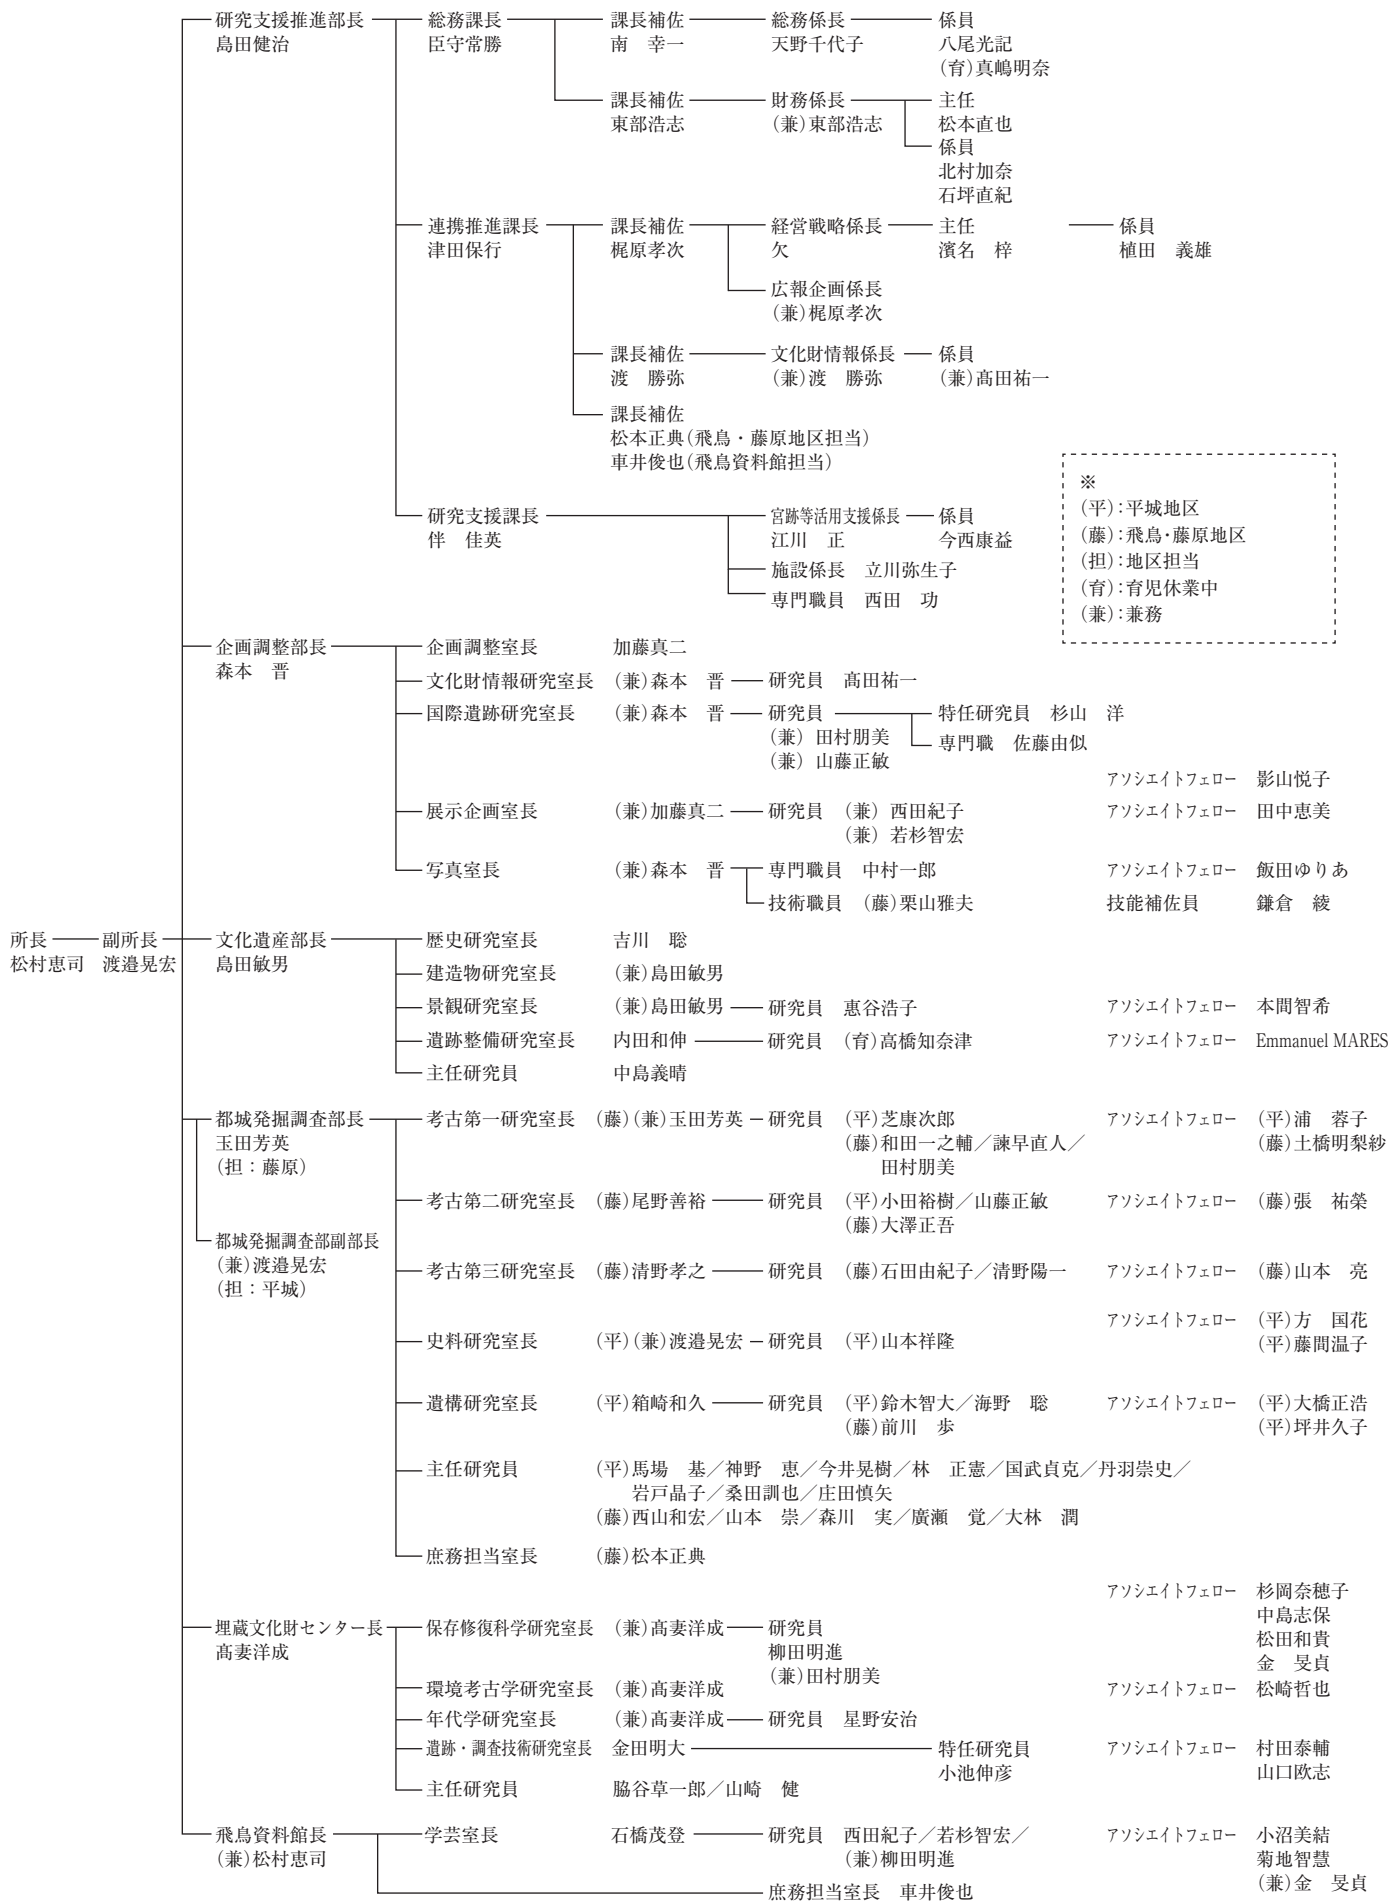 研究支援推進部長 総務課長 課長補佐 総務係長 係員
島田健治 臣守常勝 南　幸一 天野千代子 八尾光記
(育)真嶋明奈
課長補佐 財務係長 主任
東部浩志 (兼)東部浩志 松本直也
係員
北村加奈
石坪直紀
連携推進課長 課長補佐 経営戦略係長 主任 係員
津田保行 梶原孝次 欠 濱名　梓 植田　義雄
広報企画係長
(兼)梶原孝次
課長補佐 文化財情報係長 係員
渡　勝弥 (兼)渡　勝弥 (兼)髙田祐一
課長補佐
松本正典(飛鳥・藤原地区担当)
車井俊也(飛鳥資料館担当)
※
(平)：平城地区
(藤)：飛鳥・藤原地区
(担)：地区担当
(育)：育児休業中
(兼)：兼務
研究支援課長 宮跡等活用支援係長 係員
伴　佳英 江川　正 今西康益
施設係長　立川弥生子
専門職員　西田　功
企画調整部長 企画調整室長 加藤真二
森本　晋
文化財情報研究室長 (兼)森本　晋 研究員　髙田祐一
国際遺跡研究室長 (兼)森本　晋 研究員 特任研究員　杉山　洋
(兼)田村朋美 専門職　佐藤由似
(兼)山藤正敏
アソシエイトフェロー 影山悦子
展示企画室長 (兼)加藤真二 研究員 (兼)西田紀子 アソシエイトフェロー 田中恵美
(兼)若杉智宏
写真室長 (兼)森本　晋 専門職員　中村一郎 アソシエイトフェロー 飯田ゆりあ
技術職員 (藤)栗山雅夫 技能補佐員 鎌倉　綾
所長 副所長 文化遺産部長 歴史研究室長 吉川　聡
松村恵司 渡邉晃宏 島田敏男
建造物研究室長 (兼)島田敏男
景観研究室長 (兼)島田敏男 研究員　惠谷浩子 アソシエイトフェロー 本間智希
遺跡整備研究室長 内田和伸 研究員 (育)高橋知奈津 アソシエイトフェロー Emmanuel MARES
主任研究員 中島義晴
都城発掘調査部長 考古第一研究室長 (藤)(兼)玉田芳英 研究員 (平)芝康次郎 アソシエイトフェロー (平)浦　蓉子
玉田芳英 (藤)和田一之輔／諫早直人／ (藤)土橋明梨紗
(担：藤原) 田村朋美
考古第二研究室長 (藤)尾野善裕 研究員 (平)小田裕樹／山藤正敏 アソシエイトフェロー (藤)張　祐榮
(藤)大澤正吾
都城発掘調査部副部長
(兼)渡邉晃宏
(担：平城)
考古第三研究室長 (藤)清野孝之 研究員 (藤)石田由紀子／清野陽一 アソシエイトフェロー (藤)山本　亮
アソシエイトフェロー (平)方　国花
史料研究室長 (平)(兼)渡邉晃宏 研究員 (平)山本祥隆 (平)藤間温子
遺構研究室長 (平)箱崎和久 研究員 (平)鈴木智大／海野　聡 アソシエイトフェロー (平)大橋正浩
(藤)前川　歩 (平)坪井久子
主任研究員 (平)馬場　基／神野　恵／今井晃樹／林　正憲／国武貞克／丹羽崇史／
岩戸晶子／桑田訓也／庄田慎矢
(藤)西山和宏／山本　崇／森川　実／廣瀬　覚／大林　潤
庶務担当室長 (藤)松本正典
アソシエイトフェロー 杉岡奈穂子
中島志保
松田和貴
金　旻貞
埋蔵文化財センター長 保存修復科学研究室長 (兼)髙妻洋成 研究員
髙妻洋成 柳田明進
(兼)田村朋美
環境考古学研究室長 (兼)髙妻洋成 アソシエイトフェロー 松崎哲也
年代学研究室長 (兼)髙妻洋成 研究員　星野安治
遺跡・調査技術研究室長 金田明大 特任研究員 アソシエイトフェロー 村田泰輔
小池伸彦 山口欧志
主任研究員 脇谷草一郎／山崎　健
飛鳥資料館長 学芸室長 石橋茂登 研究員 西田紀子／若杉智宏／ アソシエイトフェロー 小沼美結
(兼)松村恵司 (兼)柳田明進 菊地智慧
(兼)金　旻貞
庶務担当室長　車井俊也